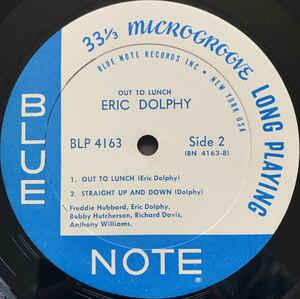 33⅓ MICROGROOVE LONG PLAYING
BLUE NOTE RECORDS INC • NEW YORK USA
OUT TO LUNCH
ERIC DOLPHY
BLP 4163
Side 2
(BN 4163-B)
1. OUT TO LUNCH (Eric Dolphy)
2. STRAIGHT UP AND DOWN (Dolphy)
Freddie Hubbard, Eric Dolphy,
Bobby Hutcherson, Richard Davis,
Anthony Williams.
BLUE
NOTE®